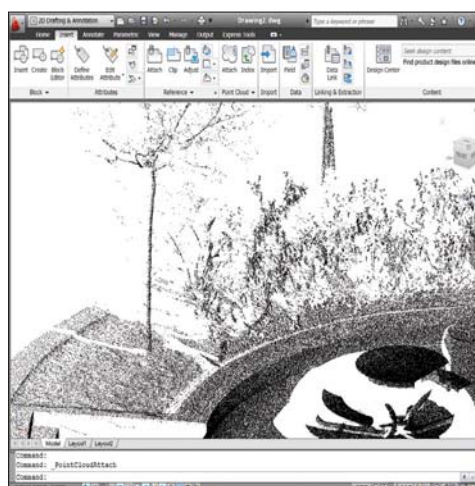 2D Drafting & Annotation
Drawing2.dwg
Type a keyword or phrase
Home Insert Annotate Parametric View Manage Output Express Tools
Insert Create Block Editor
Define Attributes
Edit Attribute
Attach Clip Adjust
Attach Index
Import
Field
Data Link
Design Center
Seek design content
Find product design files online
Block Attributes Reference Point Cloud Import Data Linking & Extraction Content
Model Layout1 Layout2
Command:
Command: _PointCloudAttach
Command: